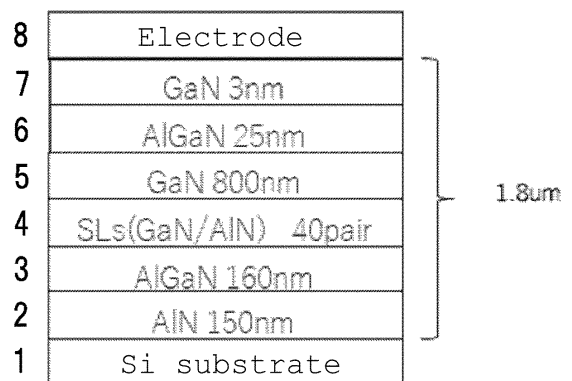 8 Electrode
7 GaN 3nm
6 AlGaN 25nm
5 GaN 800nm
4 SLs(GaN/AlN) 40pair
3 AlGaN 160nm
2 AlN 150nm
1 Si substrate
1.8um